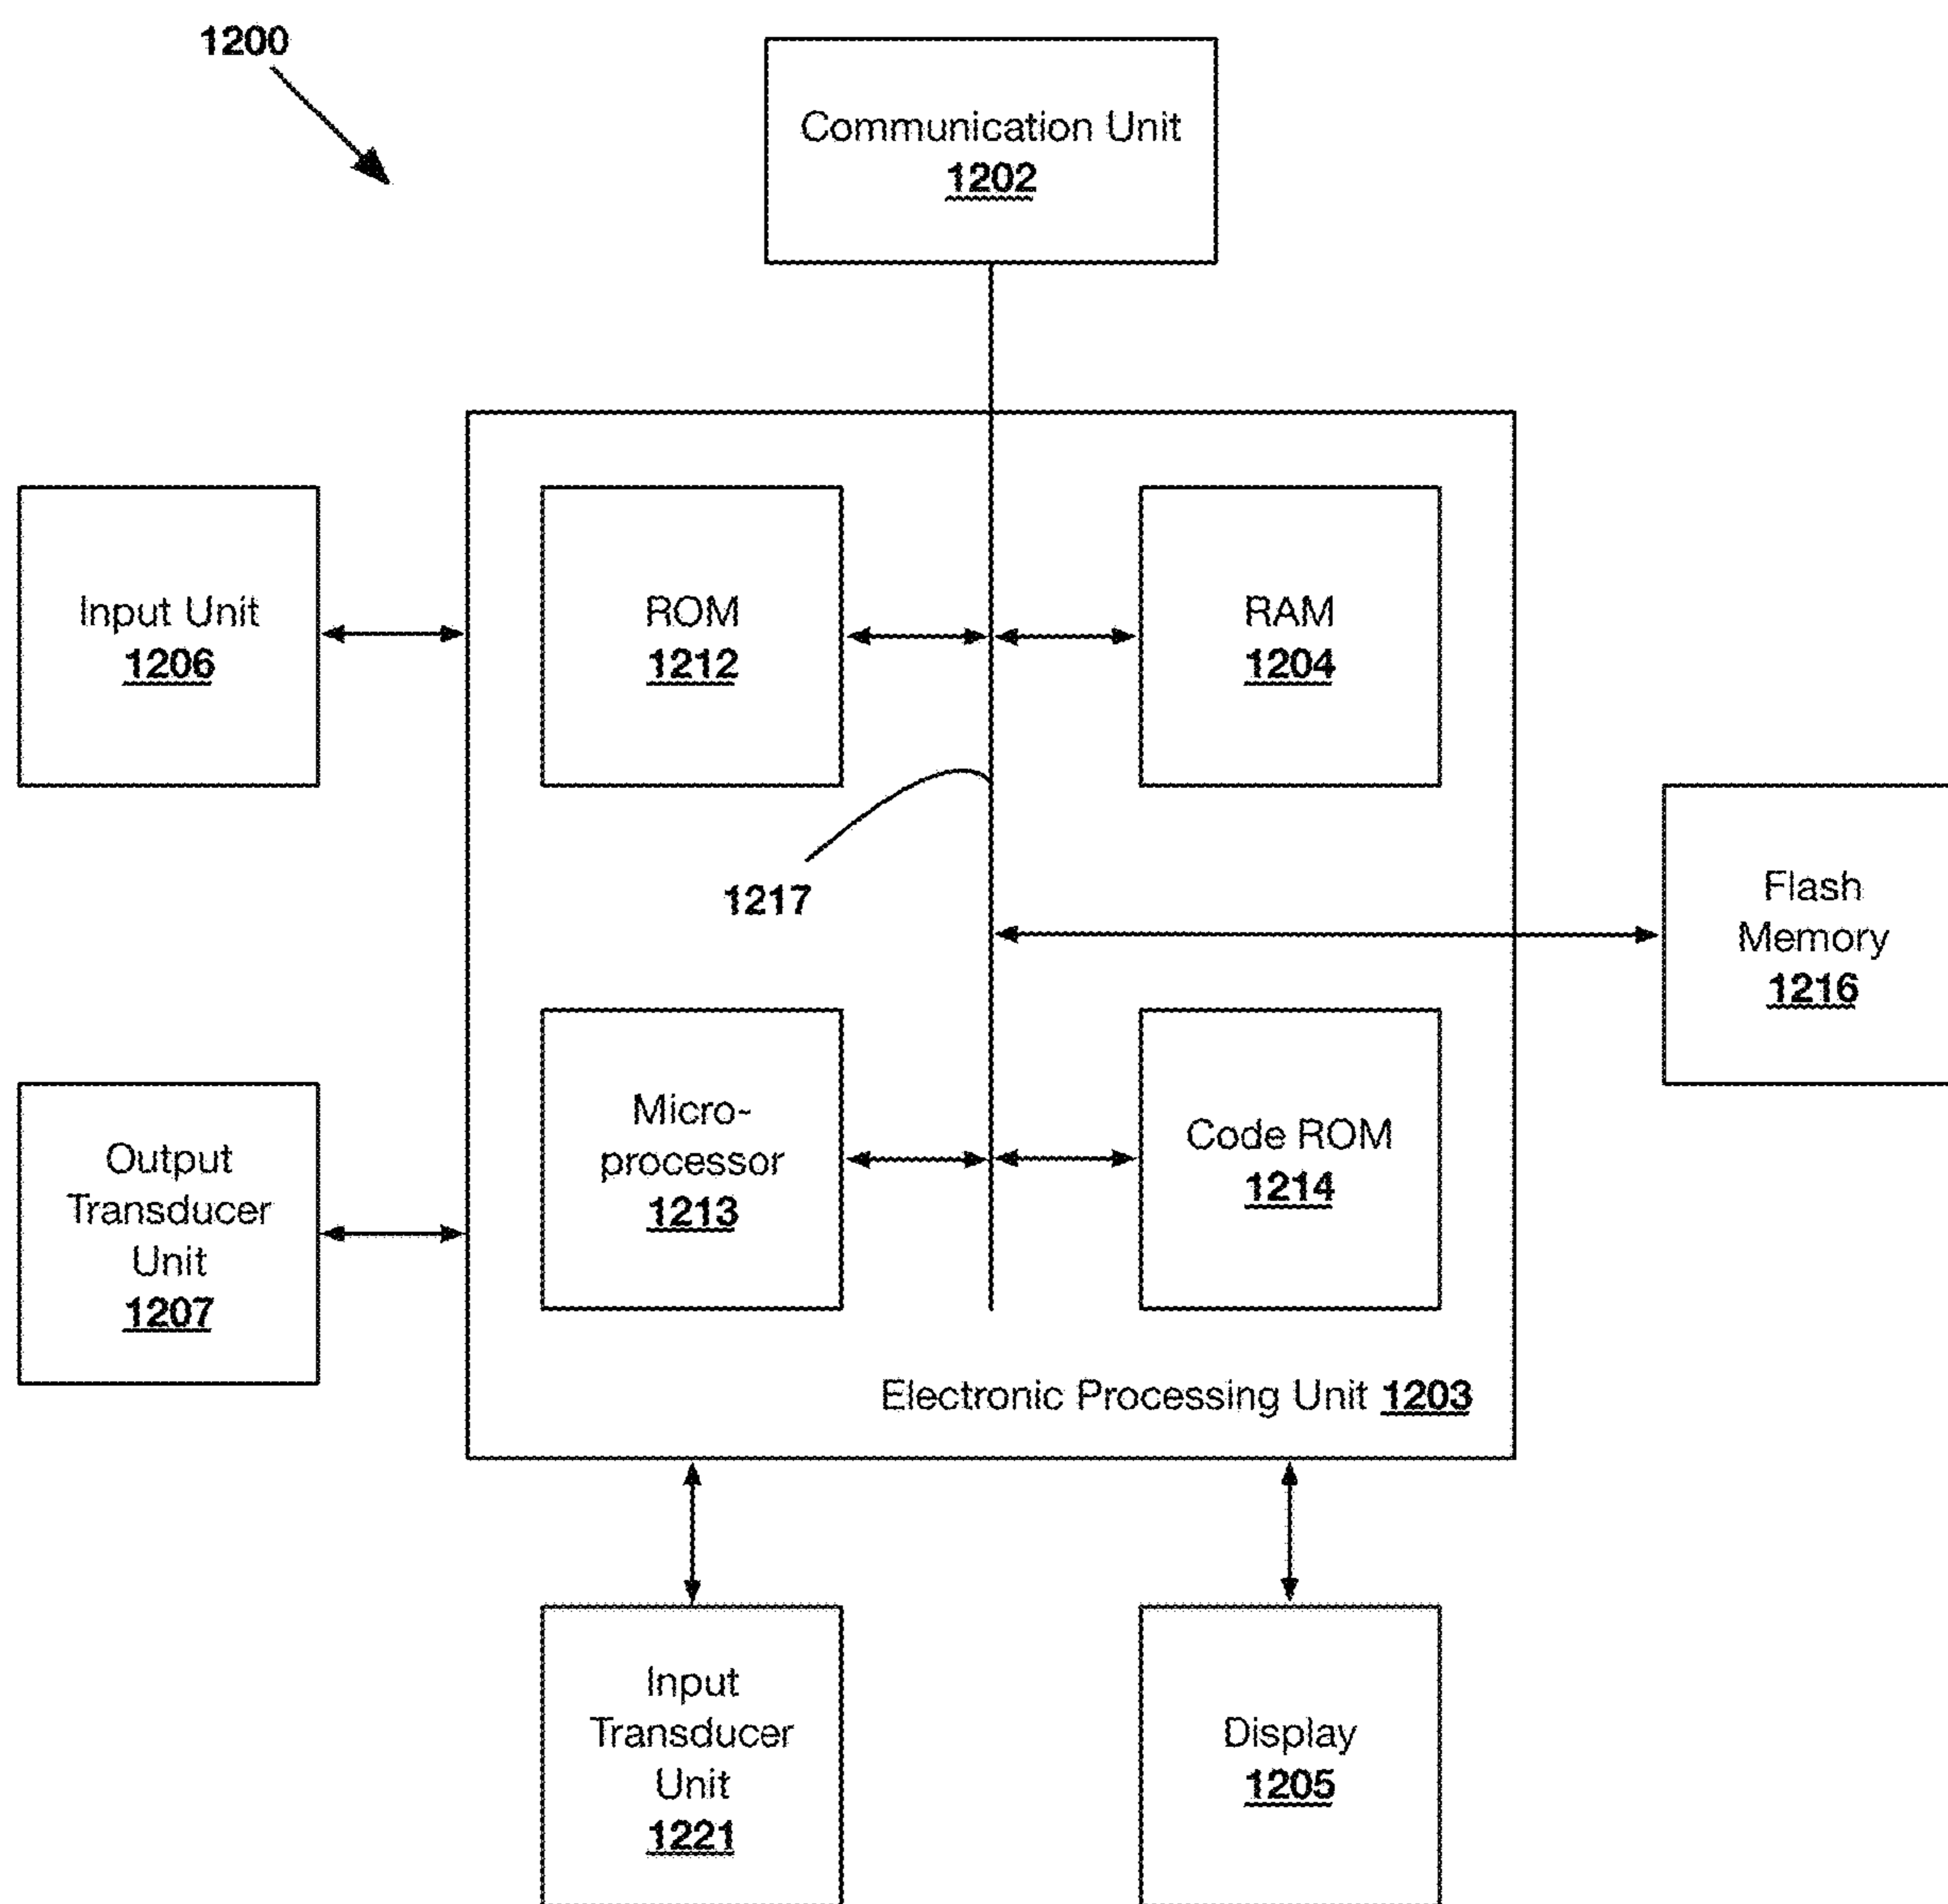 1200
Communication Unit
1202
Input Unit
1206
ROM
1212
RAM
1204
1217
Flash
Memory
1216
Output
Transducer
Unit
1207
Micro-
processor
1213
Code ROM
1214
Electronic Processing Unit 1203
Input
Transducer
Unit
1221
Display
1205